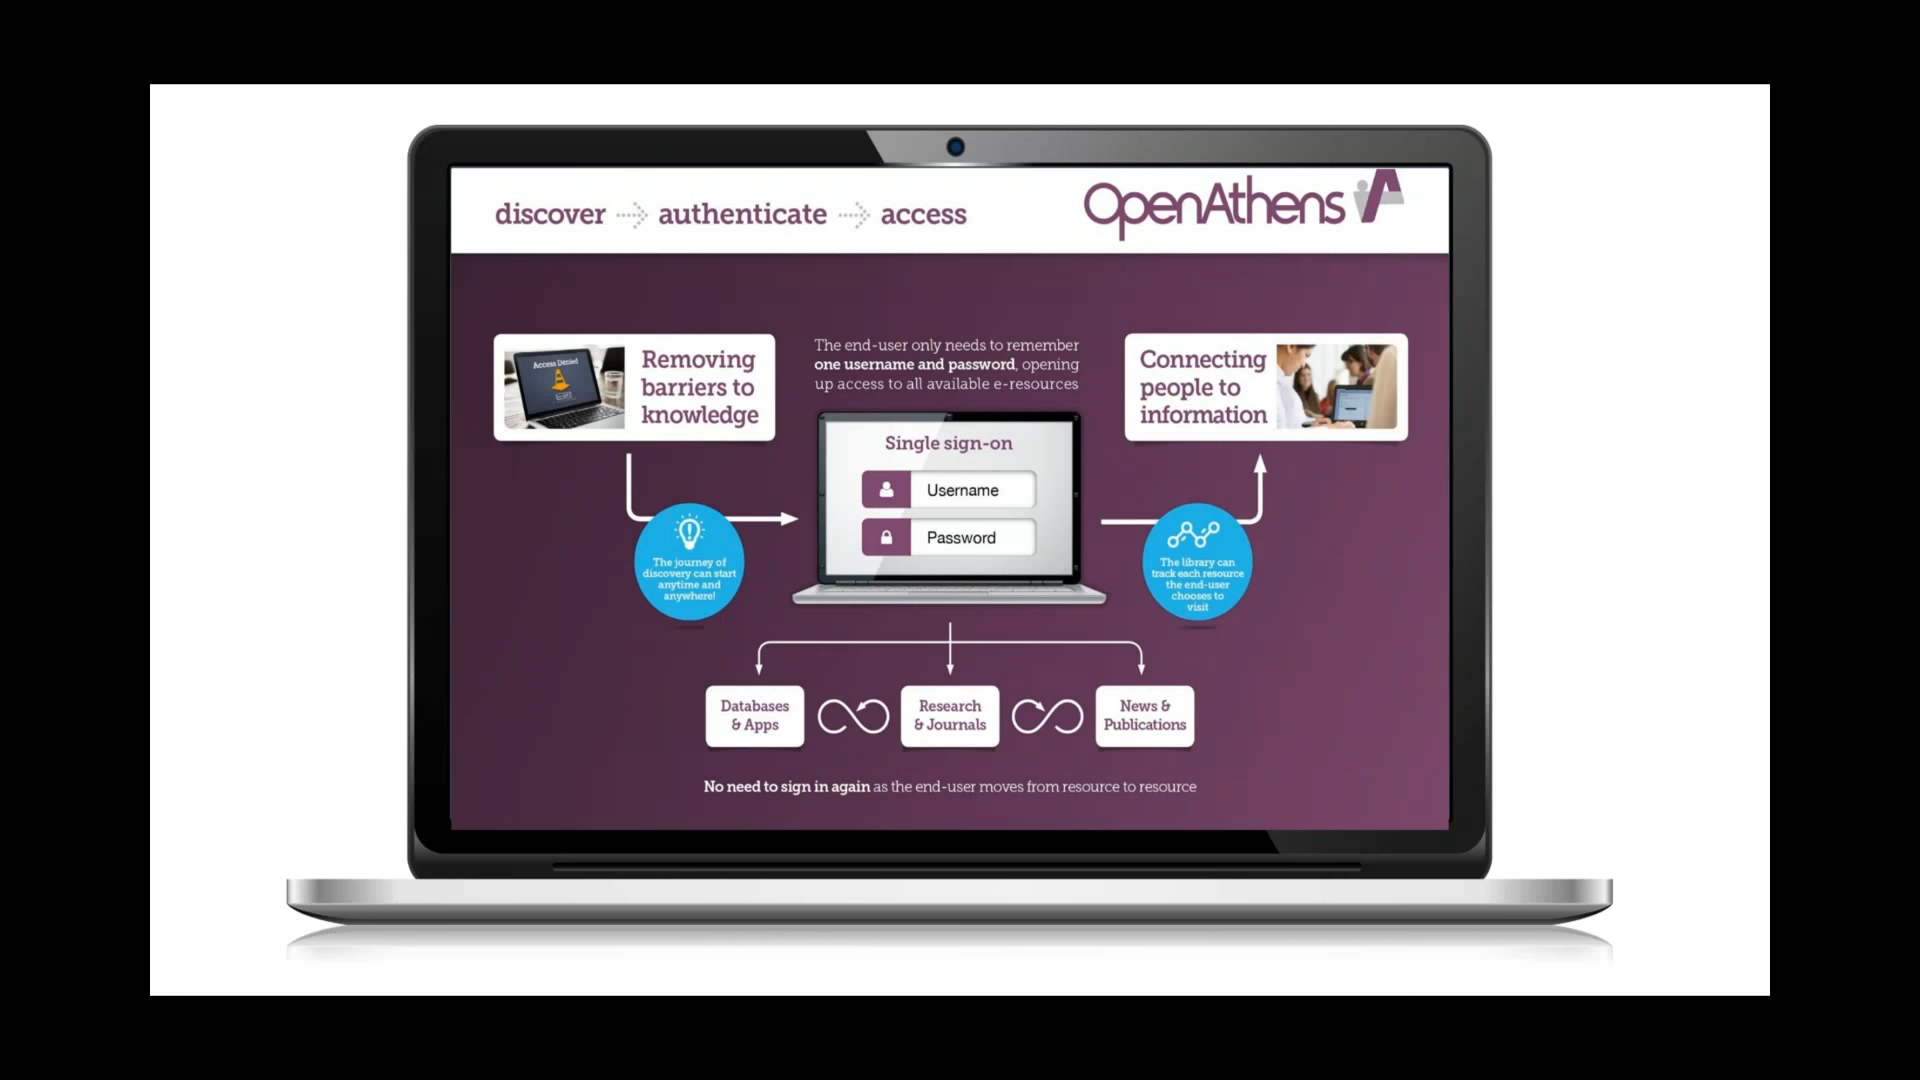 discover authenticate access
OpenAthens
Access Denied
Removing
barriers to
knowledge
The end-user only needs to remember
one username and password, opening
up access to all available e-resources
Connecting
people to
information
Single sign-on
Username
Password
The journey of
discovery can start
anytime and
anywhere!
The library can
track each resource
the end-user
chooses to
visit
Databases
& Apps
Research
& Journals
News &
Publications
No need to sign in again as the end-user moves from resource to resource